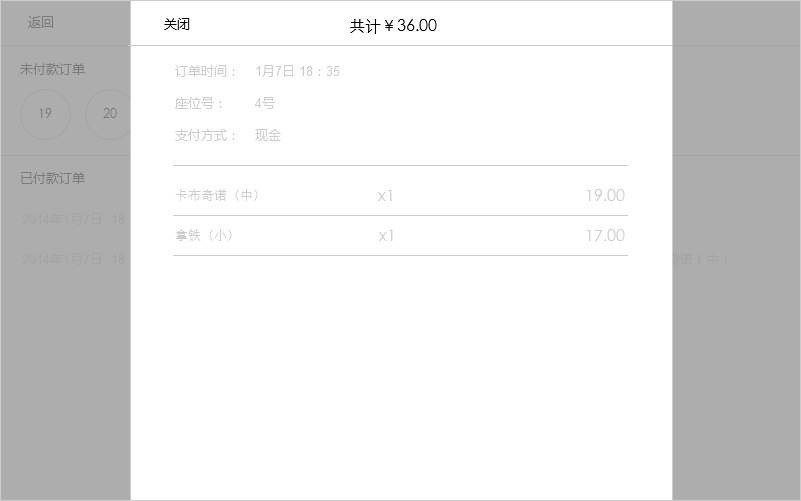 返回
关闭 共计￥36.00
未付款订单
19 20
订单时间： 1月7日 18：35
座位号： 4号
支付方式： 现金
已付款订单
卡布奇诺（中） x1 19.00
2014年1月7日 18
拿铁（小） x1 17.00
2014年1月7日 18
奇诺（中）